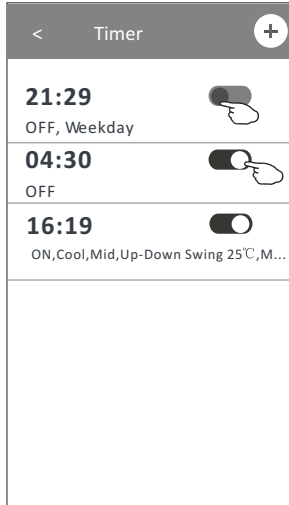 < Timer +
21:29
OFF, Weekday
04:30
OFF
16:19
ON,Cool,Mid,Up-Down Swing 25℃,M...